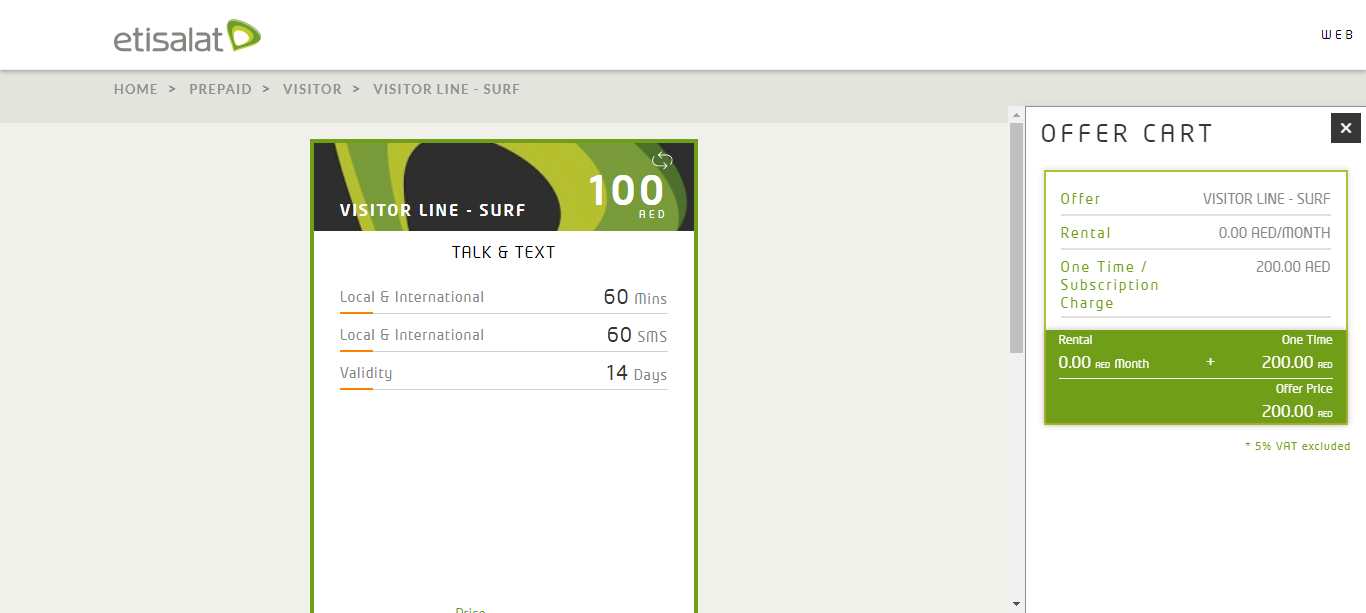 etisalat
WEB
HOME > PREPAID > VISITOR > VISITOR LINE - SURF
100
AED
VISITOR LINE - SURF
TALK & TEXT
Local & International 60 Mins
Local & International 60 SMS
Validity 14 Days
Price
OFFER CART
×
Offer VISITOR LINE - SURF
Rental 0.00 AED/MONTH
One Time / 200.00 AED
Subscription
Charge
Rental One Time
0.00 AED Month + 200.00 AED
Offer Price
200.00 AED
* 5% VAT excluded